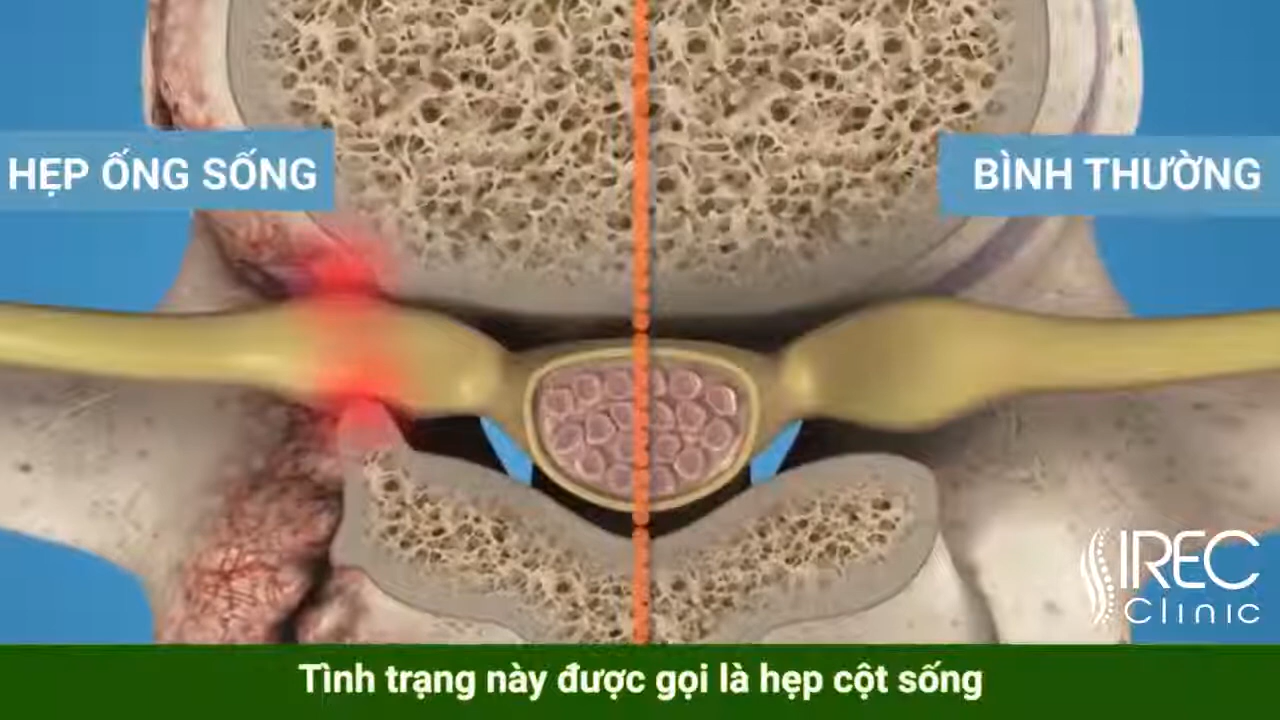 HẸP ỐNG SỐNG
BÌNH THƯỜNG
IREC
Clinic
Tình trạng này được gọi là hẹp cột sống